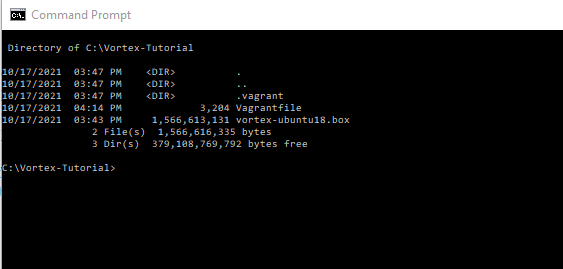 Command Prompt
Directory of C:\Vortex-Tutorial
10/17/2021  03:47 PM    <DIR>          .
10/17/2021  03:47 PM    <DIR>          ..
10/17/2021  03:47 PM    <DIR>          .vagrant
10/17/2021  04:14 PM             3,204 Vagrantfile
10/17/2021  03:43 PM     1,566,613,131 vortex-ubuntu18.box
2 File(s)  1,566,616,335 bytes
3 Dir(s)  379,108,769,792 bytes free
C:\Vortex-Tutorial>